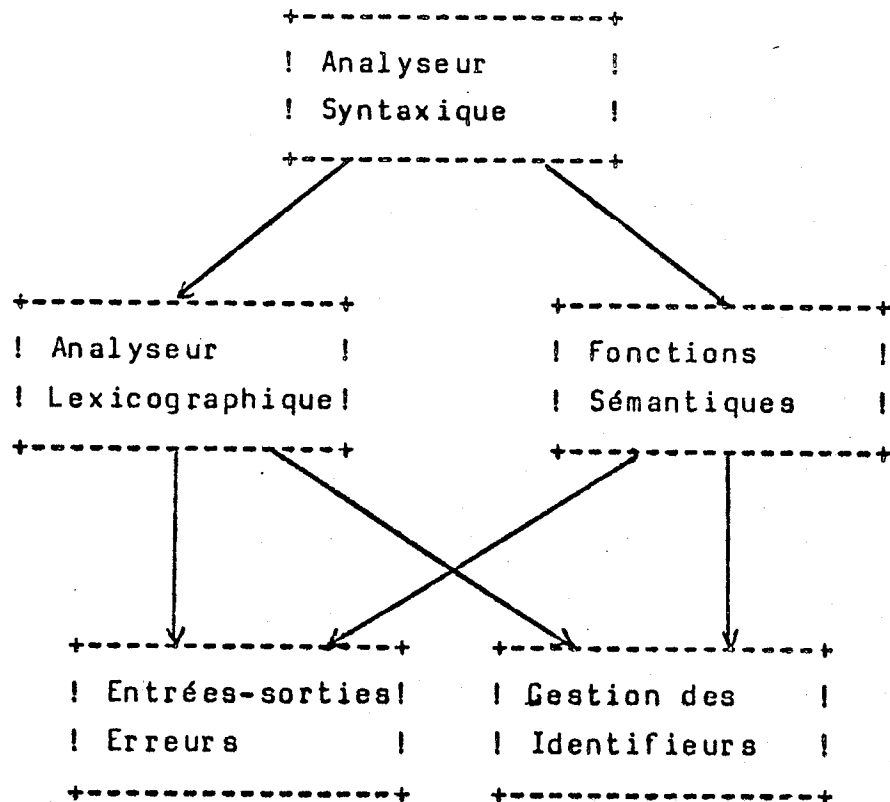 Analyseur
Syntaxique
Analyseur
Lexicographique
Fonctions
Sémantiques
Entrées-sorties
Erreurs
Gestion des
Identifieurs